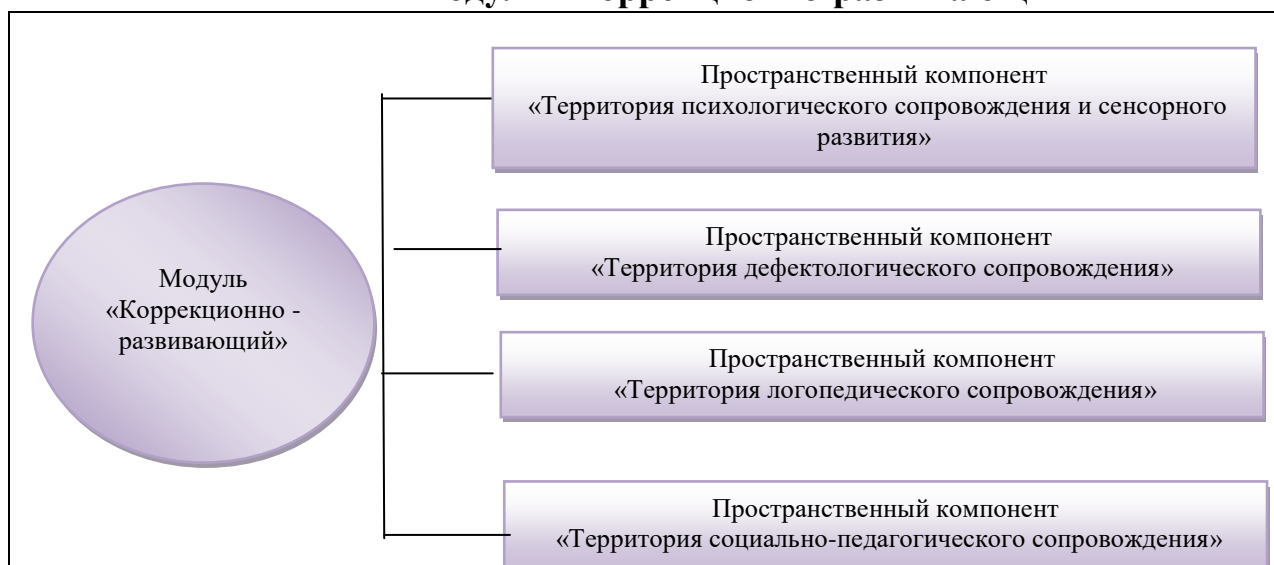 Модуль
«Коррекционно -
развивающий»
Пространственный компонент
«Территория психологического сопровождения и сенсорного
развития»
Пространственный компонент
«Территория дефектологического сопровождения»
Пространственный компонент
«Территория логопедического сопровождения»
Пространственный компонент
«Территория социально-педагогического сопровождения»